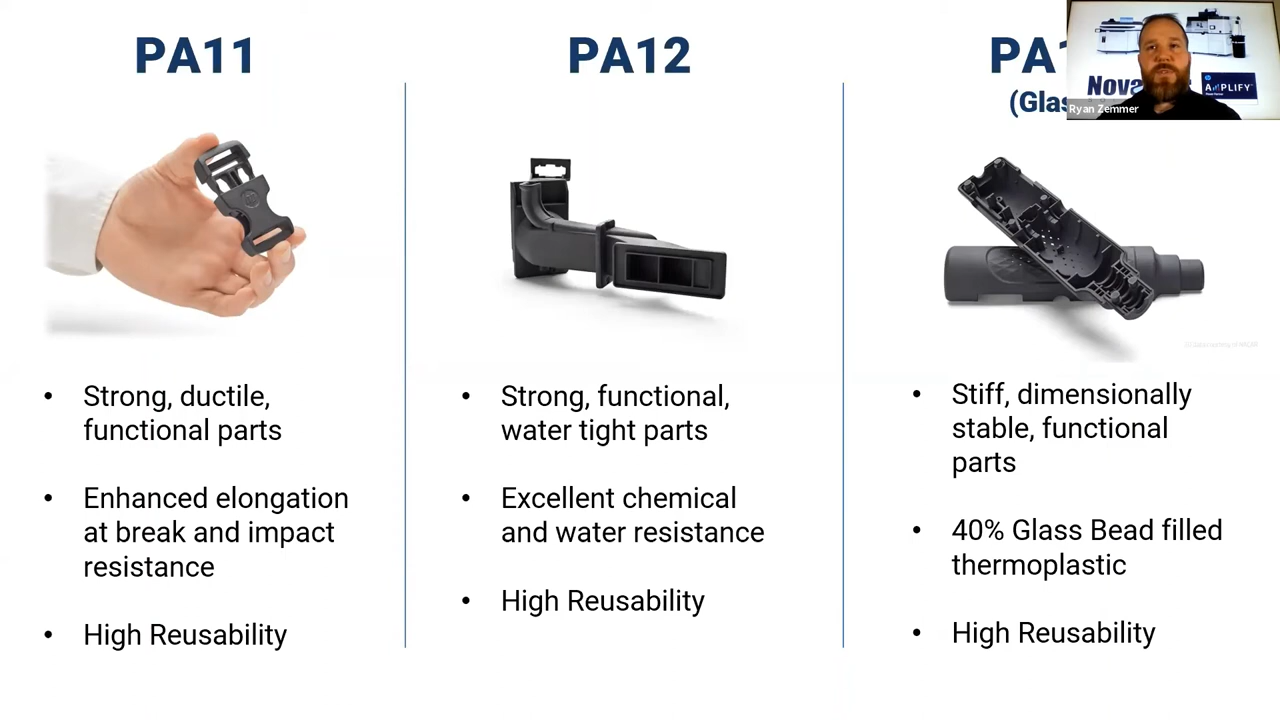 PA11
PA12
(Glas
Nova
AMPLIFY
Ryan Zemmer
• Strong, ductile,
functional parts
• Enhanced elongation
at break and impact
resistance
• High Reusability
• Strong, functional,
water tight parts
• Excellent chemical
and water resistance
• High Reusability
• Stiff, dimensionally
stable, functional
parts
• 40% Glass Bead filled
thermoplastic
• High Reusability